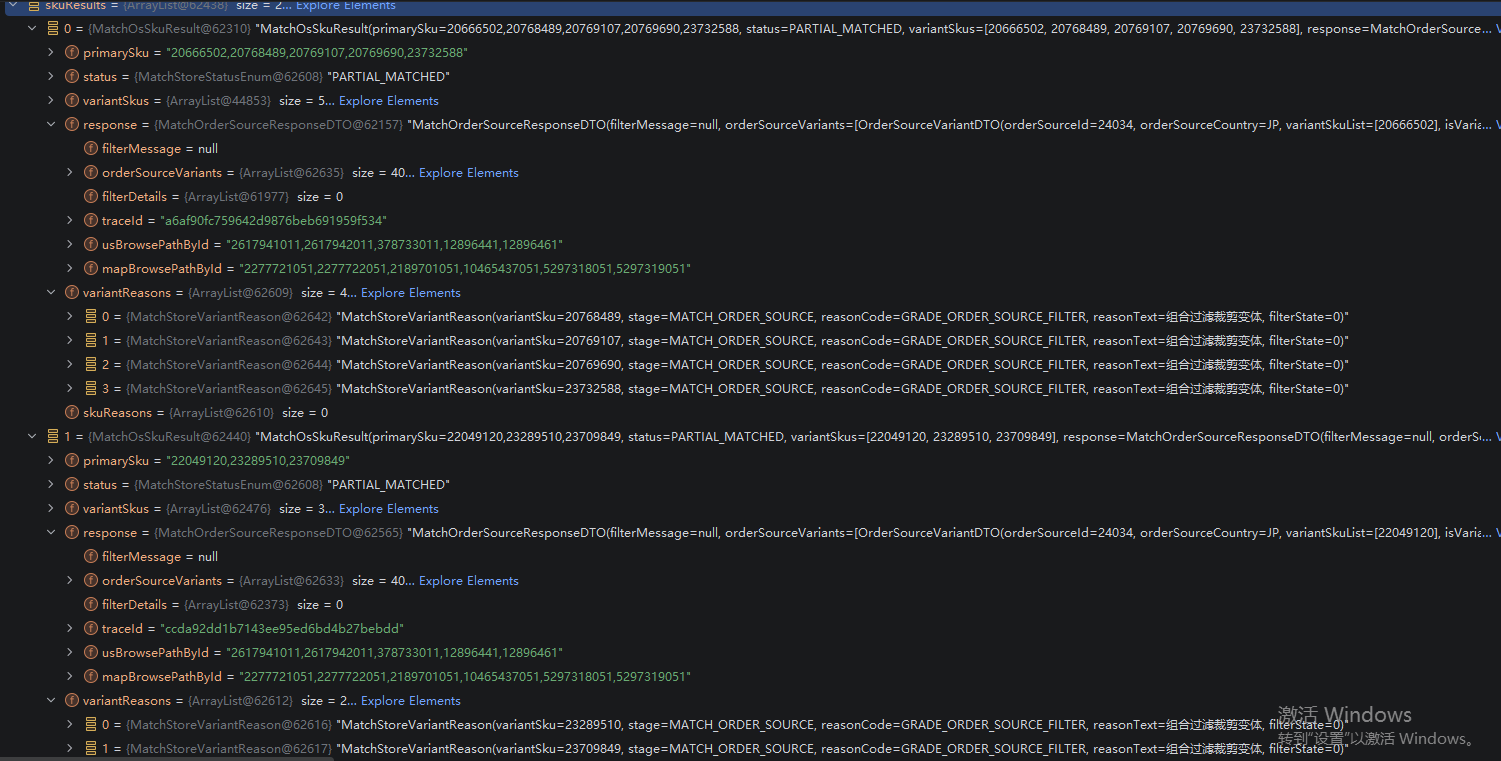 skuResults = {ArrayList@62438} size = 2... Explore Elements
0 = {MatchOsSkuResult@62310} "MatchOsSkuResult(primarySku=20666502,20768489,20769107,20769690,23732588, status=PARTIAL_MATCHED, variantSkus=[20666502, 20768489, 20769107, 20769690, 23732588], response=MatchOrderSource...
primarySku = "20666502,20768489,20769107,20769690,23732588"
status = {MatchStoreStatusEnum@62608} "PARTIAL_MATCHED"
variantSkus = {ArrayList@44853} size = 5... Explore Elements
response = {MatchOrderSourceResponseDTO@62157} "MatchOrderSourceResponseDTO(filterMessage=null, orderSourceVariants=[OrderSourceVariantDTO(orderSourceId=24034, orderSourceCountry=JP, variantSkuList=[20666502], isVaria...
filterMessage = null
orderSourceVariants = {ArrayList@62635} size = 40... Explore Elements
filterDetails = {ArrayList@61977} size = 0
traceId = "a6af90fc759642d9876beb691959f534"
usBrowsePathById = "2617941011,2617942011,378733011,12896441,12896461"
mapBrowsePathById = "2277721051,2277722051,2189701051,10465437051,5297318051,5297319051"
variantReasons = {ArrayList@62609} size = 4... Explore Elements
0 = {MatchStoreVariantReason@62642} "MatchStoreVariantReason(variantSku=20768489, stage=MATCH_ORDER_SOURCE, reasonCode=GRADE_ORDER_SOURCE_FILTER, reasonText=组合过滤裁剪变体, filterState=0)"
1 = {MatchStoreVariantReason@62643} "MatchStoreVariantReason(variantSku=20769107, stage=MATCH_ORDER_SOURCE, reasonCode=GRADE_ORDER_SOURCE_FILTER, reasonText=组合过滤裁剪变体, filterState=0)"
2 = {MatchStoreVariantReason@62644} "MatchStoreVariantReason(variantSku=20769690, stage=MATCH_ORDER_SOURCE, reasonCode=GRADE_ORDER_SOURCE_FILTER, reasonText=组合过滤裁剪变体, filterState=0)"
3 = {MatchStoreVariantReason@62645} "MatchStoreVariantReason(variantSku=23732588, stage=MATCH_ORDER_SOURCE, reasonCode=GRADE_ORDER_SOURCE_FILTER, reasonText=组合过滤裁剪变体, filterState=0)"
skuReasons = {ArrayList@62610} size = 0
1 = {MatchOsSkuResult@62440} "MatchOsSkuResult(primarySku=22049120,23289510,23709849, status=PARTIAL_MATCHED, variantSkus=[22049120, 23289510, 23709849], response=MatchOrderSourceResponseDTO(filterMessage=null, orderS...
primarySku = "22049120,23289510,23709849"
status = {MatchStoreStatusEnum@62608} "PARTIAL_MATCHED"
variantSkus = {ArrayList@62476} size = 3... Explore Elements
response = {MatchOrderSourceResponseDTO@62565} "MatchOrderSourceResponseDTO(filterMessage=null, orderSourceVariants=[OrderSourceVariantDTO(orderSourceId=24034, orderSourceCountry=JP, variantSkuList=[22049120], isVaria...
filterMessage = null
orderSourceVariants = {ArrayList@62633} size = 40... Explore Elements
filterDetails = {ArrayList@62373} size = 0
traceId = "ccda92dd1b7143ee95ed6bd4b27bebdd"
usBrowsePathById = "2617941011,2617942011,378733011,12896441,12896461"
mapBrowsePathById = "2277721051,2277722051,2189701051,10465437051,5297318051,5297319051"
variantReasons = {ArrayList@62612} size = 2... Explore Elements
0 = {MatchStoreVariantReason@62616} "MatchStoreVariantReason(variantSku=23289510, stage=MATCH_ORDER_SOURCE, reasonCode=GRADE_ORDER_SOURCE_FILTER, reasonText=组合过滤裁剪变体, filterState=0)"
1 = {MatchStoreVariantReason@62617} "MatchStoreVariantReason(variantSku=23709849, stage=MATCH_ORDER_SOURCE, reasonCode=GRADE_ORDER_SOURCE_FILTER, reasonText=组合过滤裁剪变体, filterState=0)"
激活 Windows
转到"设置"以激活 Windows。